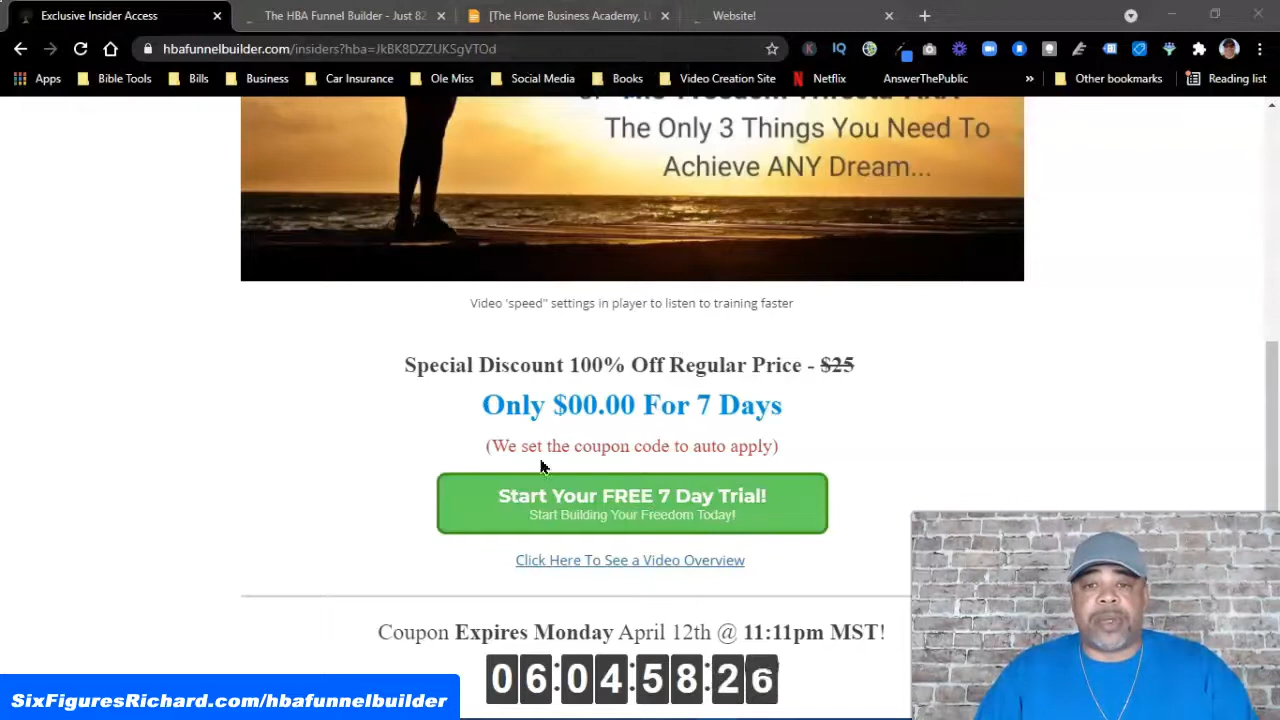 Exclusive Insider Access
The HBA Funnel Builder - Just 82
[The Home Business Academy, L
Website!
hbafunnelbuilder.com/insiders?hba=JkBK8DZZUKSgVTOd
Apps
Bible Tools
Bills
Business
Car Insurance
Ole Miss
Social Media
Books
Video Creation Site
Netflix
AnswerThePublic
»
Other bookmarks
Reading list
The Only 3 Things You Need To
Achieve ANY Dream...
Video 'speed" settings in player to listen to training faster
Special Discount 100% Off Regular Price - $25
Only $00.00 For 7 Days
(We set the coupon code to auto apply)
Start Your FREE 7 Day Trial!
Start Building Your Freedom Today!
Click Here To See a Video Overview
Coupon Expires Monday April 12th @ 11:11pm MST!
06:04:58:26
SixFiguresRichard.com/hbafunnelbuilder